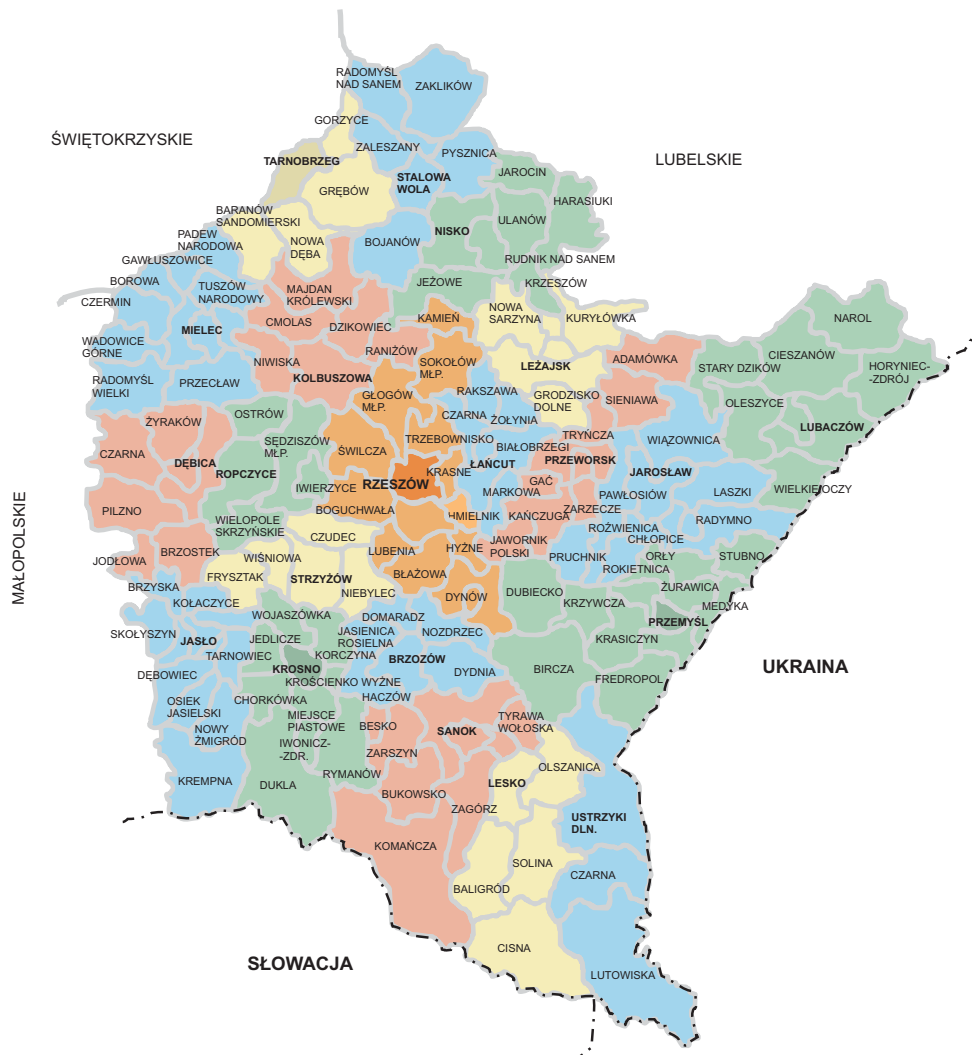 RADOMYŚL
NAD SANEM
ZAKLIKÓW
GORZYCE
ŚWIĘTOKRZYSKIE
ZALESZANY
PYSZNICA
LUBELSKIE
TARNOBRZEG
JAROCIN
STALOWA
WOLA
GRĘBÓW
HARASIUKI
BARANÓW
SANDOMIERSKI
ULANÓW
NISKO
PADEW
NARODOWA
NOWA
DĘBA
BOJANÓW
GAWŁUSZOWICE
RUDNIK NAD SANEM
BOROWA
TUSZÓW
NARODOWY
JEŻOWE
KRZESZÓW
CZERMIN
MAJDAN
KRÓLEWSKI
NOWA
SARZYNA
KURYŁÓWKA
NAROL
CMOLAS
DZIKOWIEC
KAMIEŃ
MIELEC
WADOWICE
GÓRNE
RANIŻÓW
CIESZANÓW
NIWISKA
SOKOŁÓW
MŁP.
LEŻAJSK
ADAMÓWKA
STARY DZIKÓW
HORYNIEC-
-ZDRÓJ
RADOMYŚL
WIELKI
PRZECŁAW
KOLBUSZOWA
GŁOGÓW
MŁP.
RAKSZAWA
GRODZISKO
DOLNE
SIENIAWA
OLESZYCE
OSTRÓW
CZARNA
ŻOŁYNIA
ŻYRAKÓW
TRYŃCZA
LUBACZÓW
SĘDZISZÓW
MŁP.
TRZEBOWNISKO
BIAŁOBRZEGI
WIĄZOWNICA
CZARNA
ŚWILCZA
DĘBICA
ROPCZYCE
KRASNE
ŁAŃCUT
PRZEWORSK
JAROSŁAW
WIELKIE OCZY
IWIERZYCE
RZESZÓW
GAĆ
MARKOWA
PAWŁOSIÓW
LASZKI
PILZNO
BOGUCHWAŁA
HMIELNIK
KAŃCZUGA
ZARZECZE
RADYMNO
WIELOPOLE
SKRZYŃSKIE
ROŹWIENICA
CHŁOPICE
CZUDEC
JAWORNIK
POLSKI
JODŁOWA
BRZOSTEK
WIŚNIOWA
LUBENIA
HYŻNE
PRUCHNIK
ROKIETNICA
ORŁY
STUBNO
FRYSZTAK
STRZYŻÓW
BŁAŻOWA
BRZYSKA
NIEBYLEC
DYNÓW
DUBIECKO
ŻURAWICA
KOŁACZYCE
KRZYWCZA
MEDYKA
WOJASZÓWKA
DOMARADZ
PRZEMYŚL
MAŁOPOLSKIE
SKOŁYSZYN
JASŁO
JEDLICZE
JASIENICA
ROSIELNA
NOZDRZEC
KRASICZYN
TARNOWIEC
KORCZYNA
BRZOZÓW
KROSNO
DĘBOWIEC
KROŚCIENKO WYŻNE
DYDNIA
BIRCZA
UKRAINA
FREDROPOL
HACZÓW
CHORKÓWKA
OSIEK
JASIELSKI
MIEJSCE
PIASTOWE
TYRAWA
WOŁOSKA
NOWY
ŻMIGRÓD
BESKO
SANOK
IWONICZ-
-ZDR.
ZARSZYN
OLSZANICA
RYMANÓW
KREMPNA
DUKLA
LESKO
BUKOWSKO
ZAGÓRZ
USTRZYKI
DLN.
KOMAŃCZA
SOLINA
CZARNA
BALIGRÓD
CISNA
SŁOWACJA
LUTOWISKA